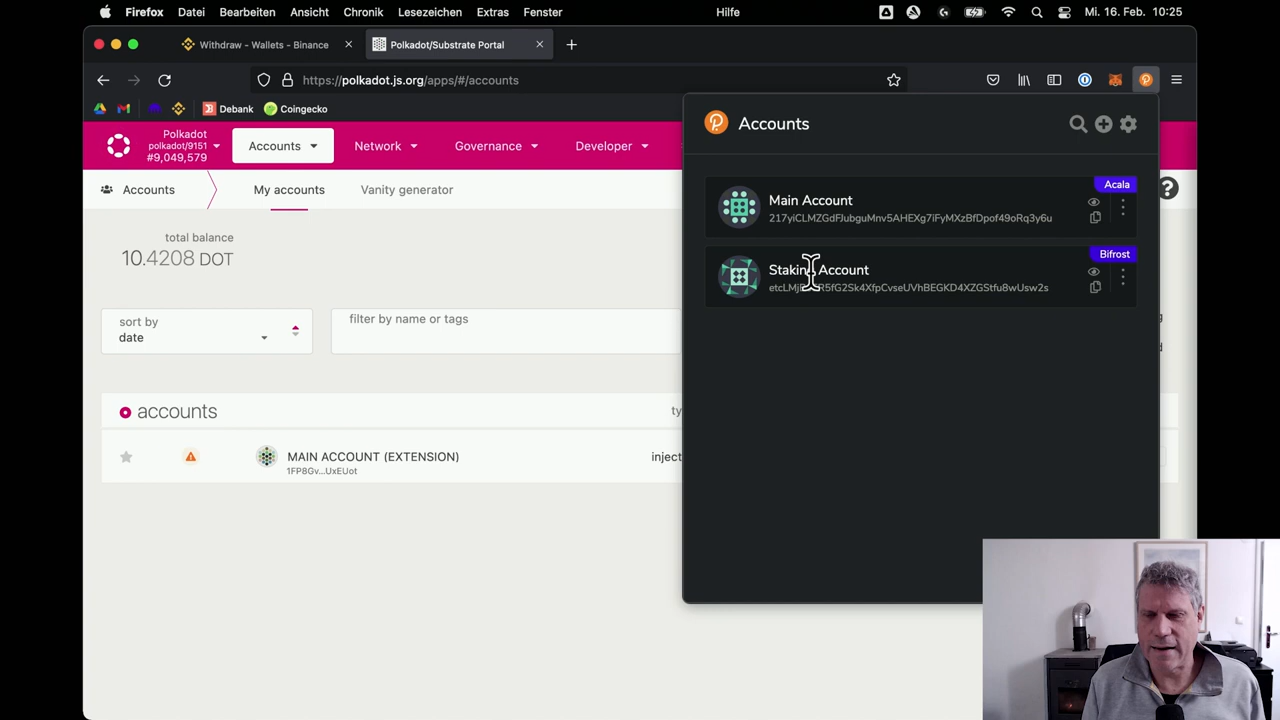 Firefox Datei Bearbeiten Ansicht Chronik Lesezeichen Extras Fenster Hilfe Mi. 16. Feb. 10:25
Withdraw - Wallets - Binance Polkadot/Substrate Portal
https://polkadot.js.org/apps/#/accounts
Debank Coingecko
Polkadot
polkadot/9151
#9,049,579
Accounts Network Governance Developer
Accounts My accounts Vanity generator
total balance
10.4208 DOT
sort by
date
filter by name or tags
accounts
ty
MAIN ACCOUNT (EXTENSION)
1FP8Gv...UxEUot
inject
Accounts
Acala
Main Account
217yiCLMZGdFJubguMnv5AHEXg7iFyMXzBfDpof49oRq3y6u
Bifrost
Account